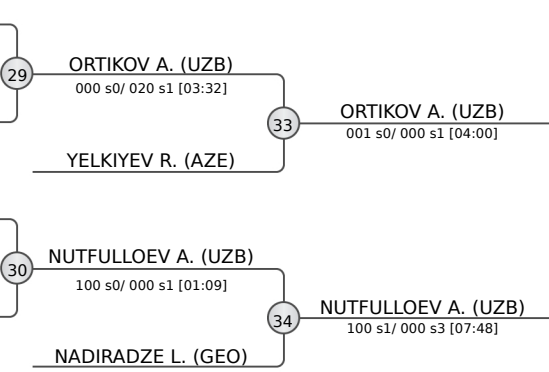 29
ORTIKOV A. (UZB)
000 s0/ 020 s1 [03:32]
33
ORTIKOV A. (UZB)
001 s0/ 000 s1 [04:00]
YELKIYEV R. (AZE)
30
NUTFULLOEV A. (UZB)
100 s0/ 000 s1 [01:09]
34
NUTFULLOEV A. (UZB)
100 s1/ 000 s3 [07:48]
NADIRADZE L. (GEO)